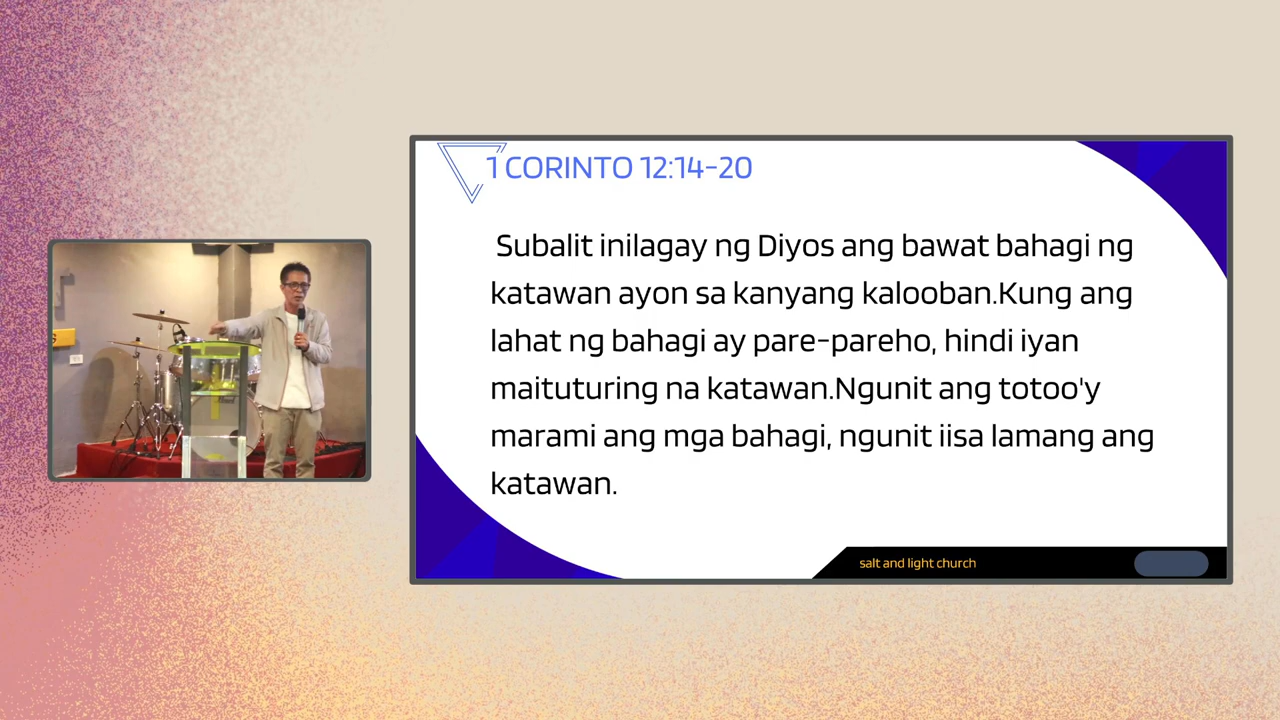 1 CORINTO 12:14-20
Subalit inilagay ng Diyos ang bawat bahagi ng
katawan ayon sa kanyang kalooban.Kung ang
lahat ng bahagi ay pare-pareho, hindi iyan
maituturing na katawan.Ngunit ang totoo'y
marami ang mga bahagi, ngunit iisa lamang ang
katawan.
salt and light church